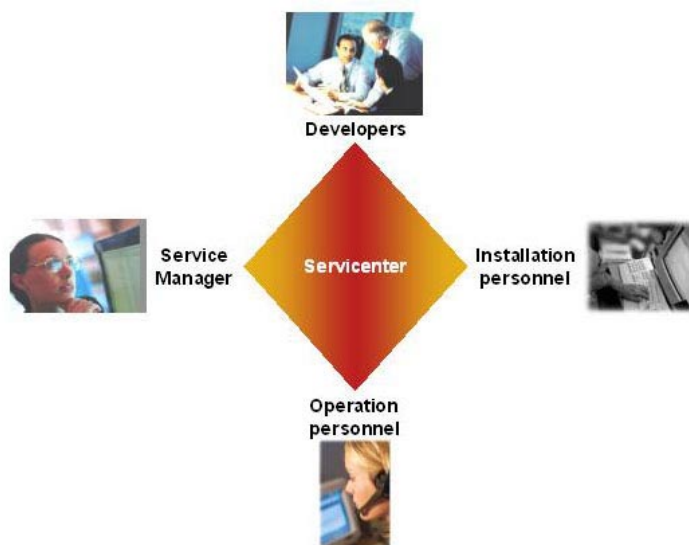 Developers
Service
Manager
Servicenter
Installation
personnel
Operation
personnel